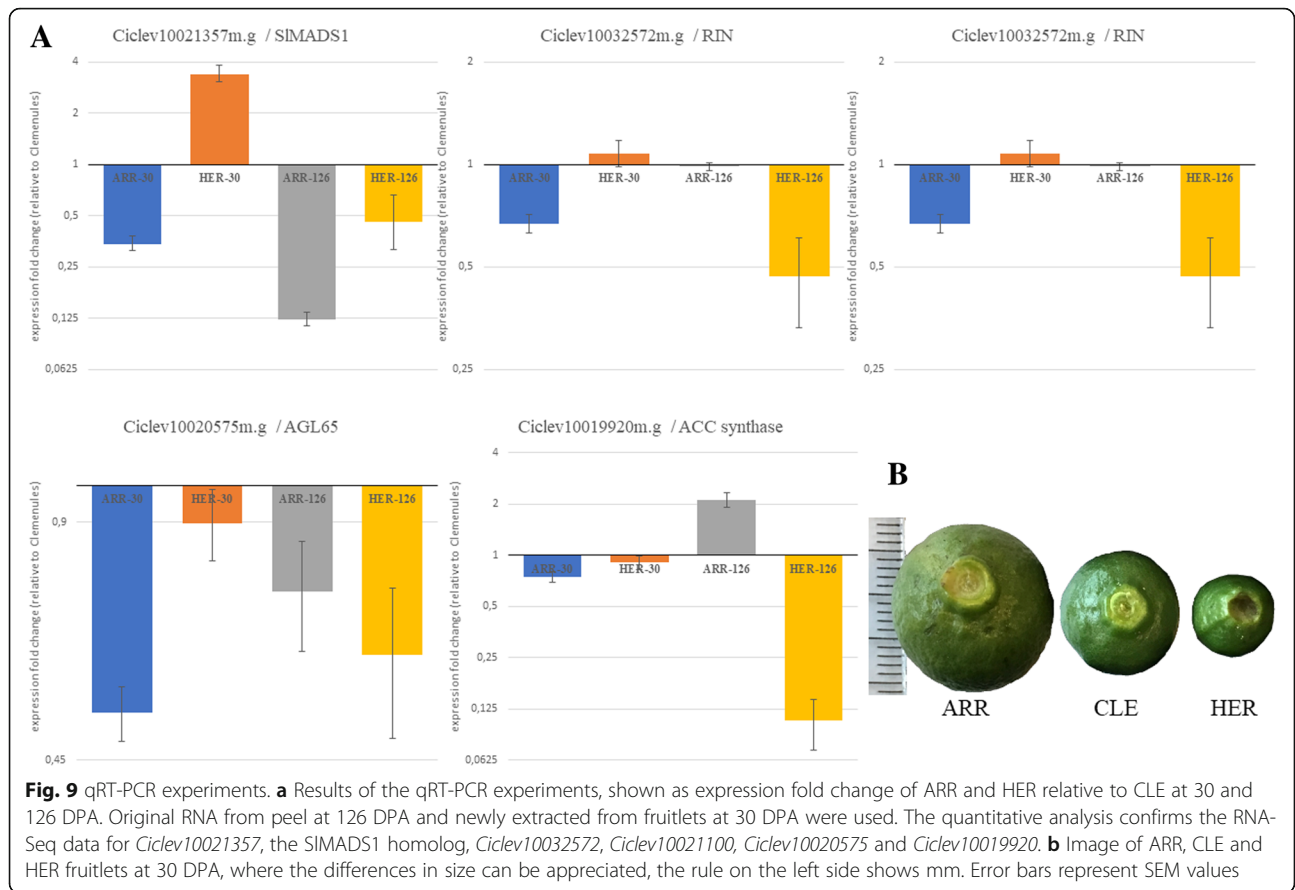 A
Ciclev10021357m.g / SlMADS1
expression fold change (relative to Clemenules)
4
2
1
0,5
0,25
0,125
0,0625
ARR-30
HER-30
ARR-126
HER-126
Ciclev10032572m.g / RIN
expression fold change (relative to Clemenules)
2
1
0,5
0,25
ARR-30
HER-30
ARR-126
HER-126
Ciclev10032572m.g / RIN
expression fold change (relative to Clemenules)
2
1
0,5
0,25
ARR-30
HER-30
ARR-126
HER-126
Ciclev10020575m.g / AGL65
expression fold change (relative to Clemenules)
0,9
0,45
ARR-30
HER-30
ARR-126
HER-126
Ciclev10019920m.g / ACC synthase
expression fold change (relative to Clemenules)
4
2
1
0,5
0,25
0,125
0,0625
ARR-30
HER-30
ARR-126
HER-126
B
ARR
CLE
HER
Fig. 9 qRT-PCR experiments. a Results of the qRT-PCR experiments, shown as expression fold change of ARR and HER relative to CLE at 30 and
126 DPA. Original RNA from peel at 126 DPA and newly extracted from fruitlets at 30 DPA were used. The quantitative analysis confirms the RNA-
Seq data for Ciclev10021357, the SlMADS1 homolog, Ciclev10032572, Ciclev10021100, Ciclev10020575 and Ciclev10019920. b Image of ARR, CLE and
HER fruitlets at 30 DPA, where the differences in size can be appreciated, the rule on the left side shows mm. Error bars represent SEM values